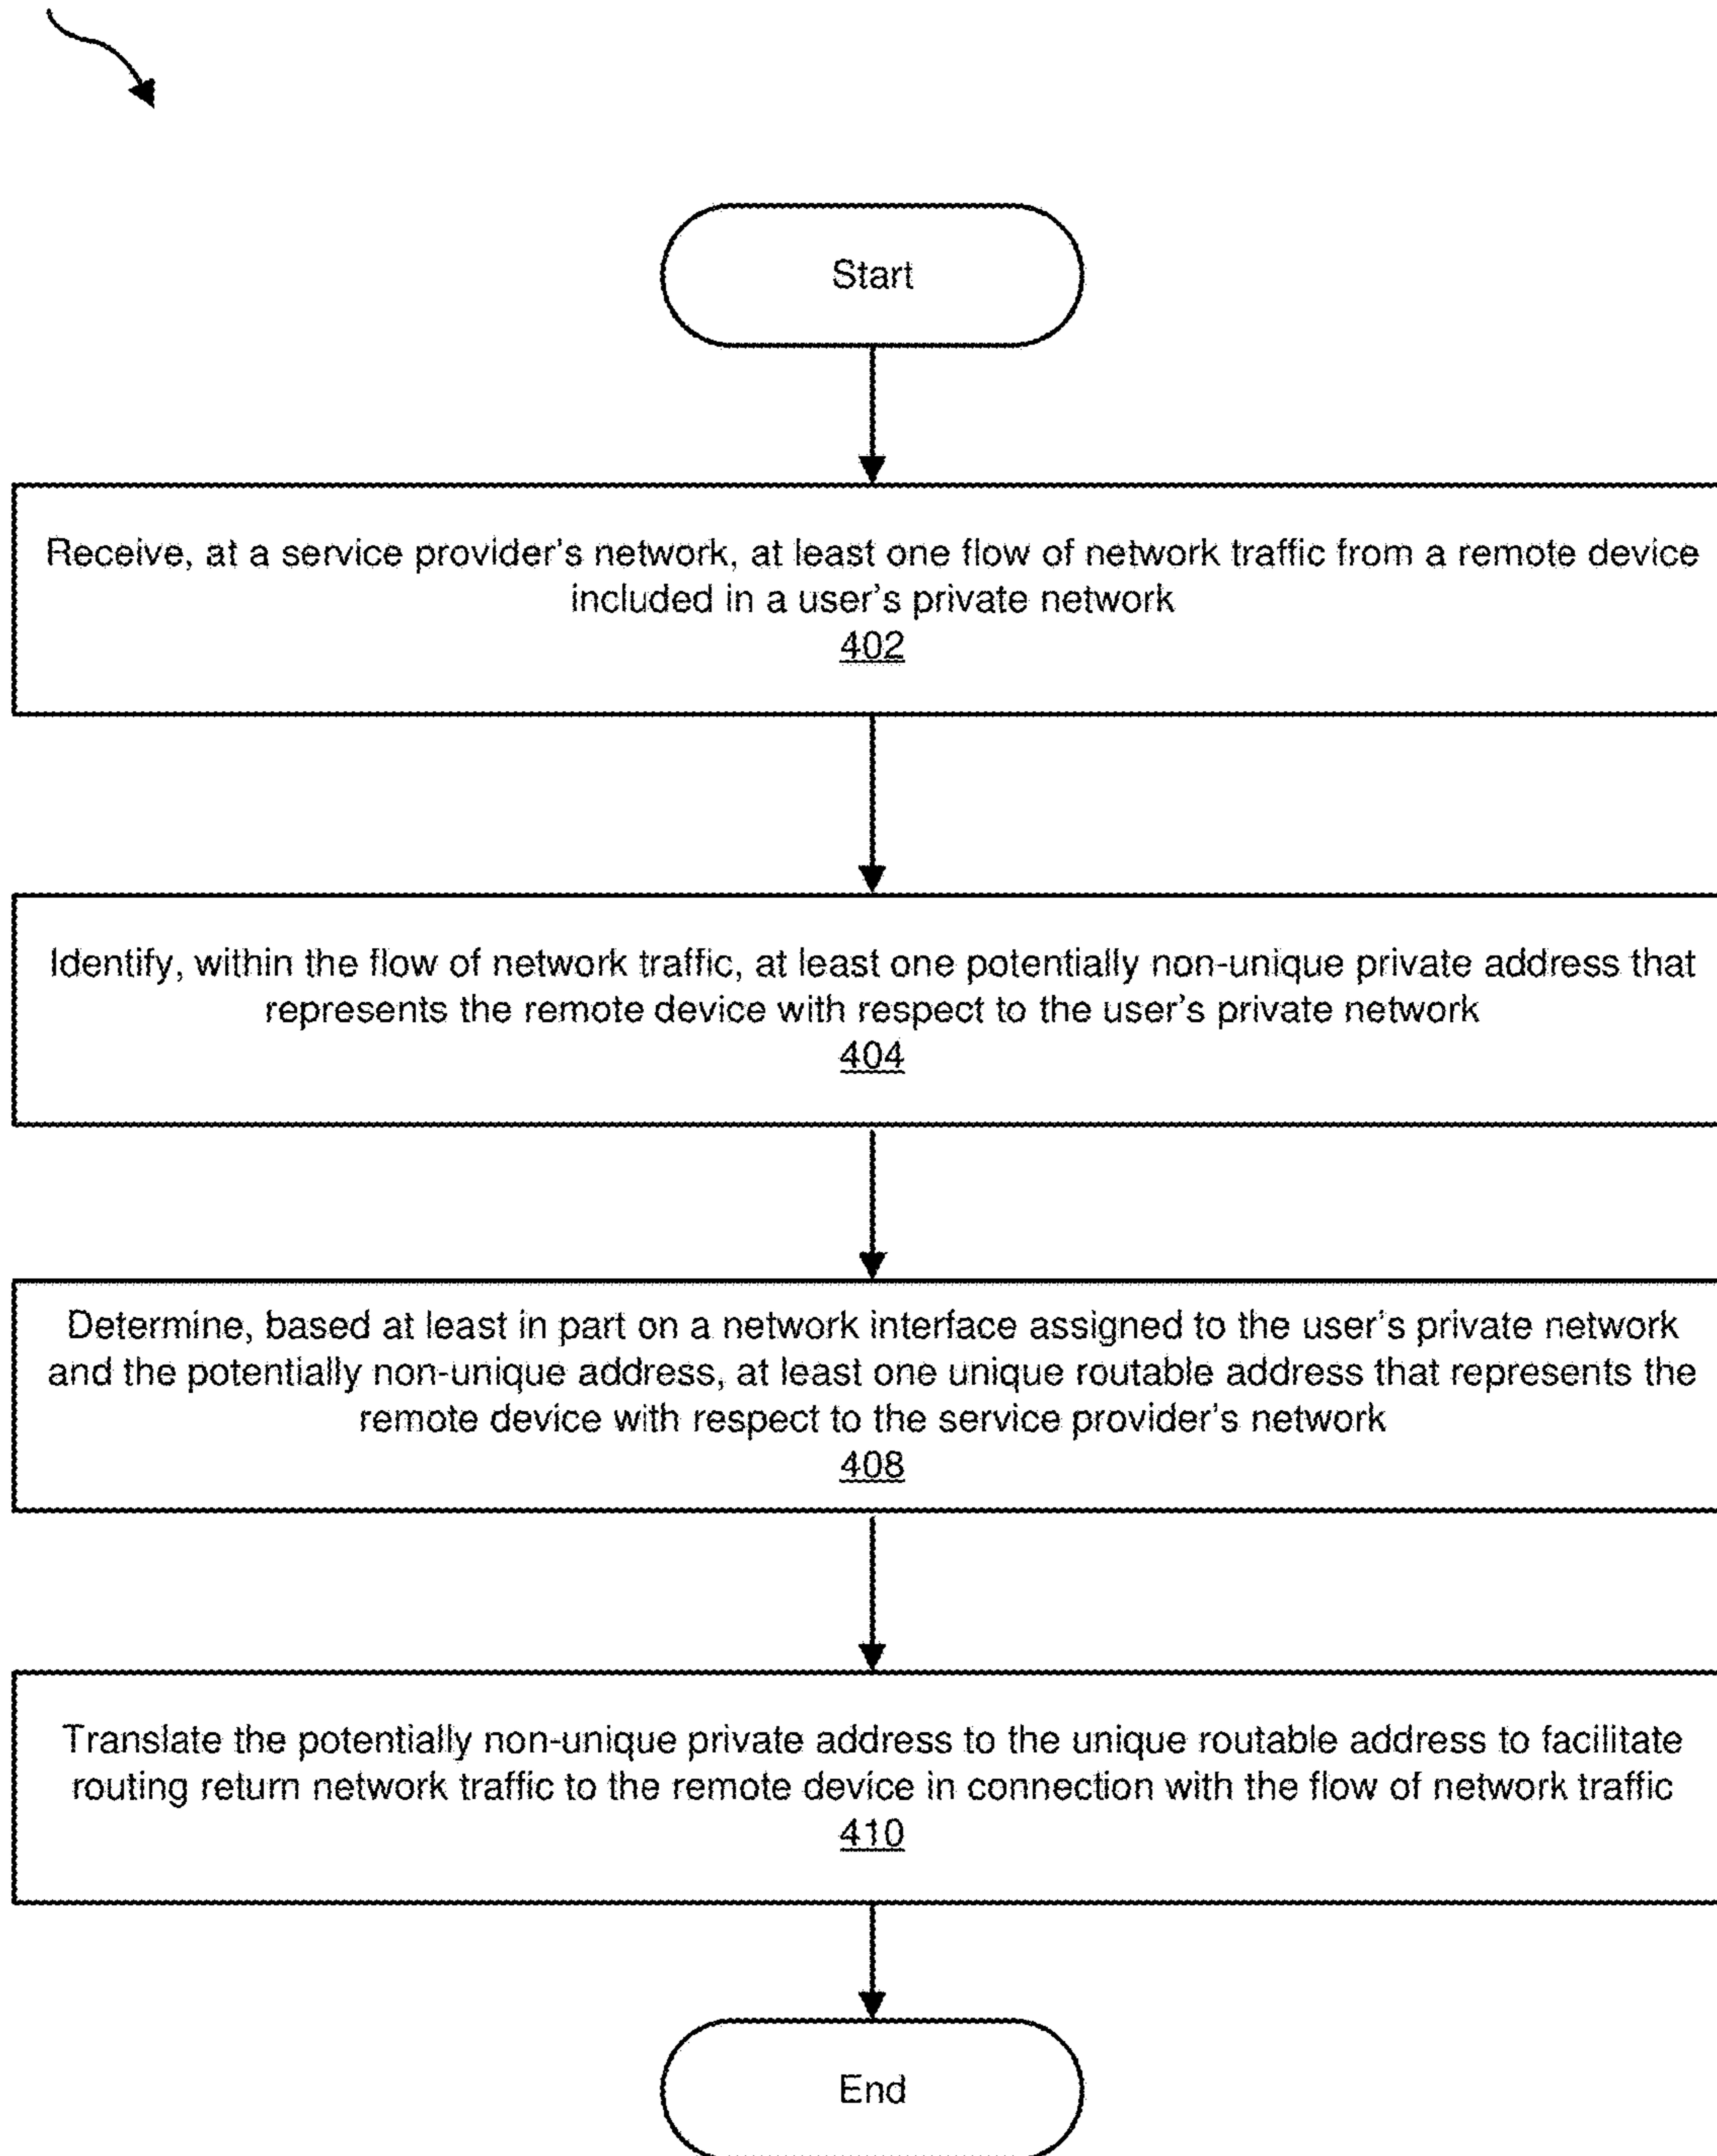 Start
Receive, at a service provider's network, at least one flow of network traffic from a remote device
included in a user's private network
402
Identify, within the flow of network traffic, at least one potentially non-unique private address that
represents the remote device with respect to the user's private network
404
Determine, based at least in part on a network interface assigned to the user's private network
and the potentially non-unique address, at least one unique routable address that represents the
remote device with respect to the service provider's network
408
Translate the potentially non-unique private address to the unique routable address to facilitate
routing return network traffic to the remote device in connection with the flow of network traffic
410
End